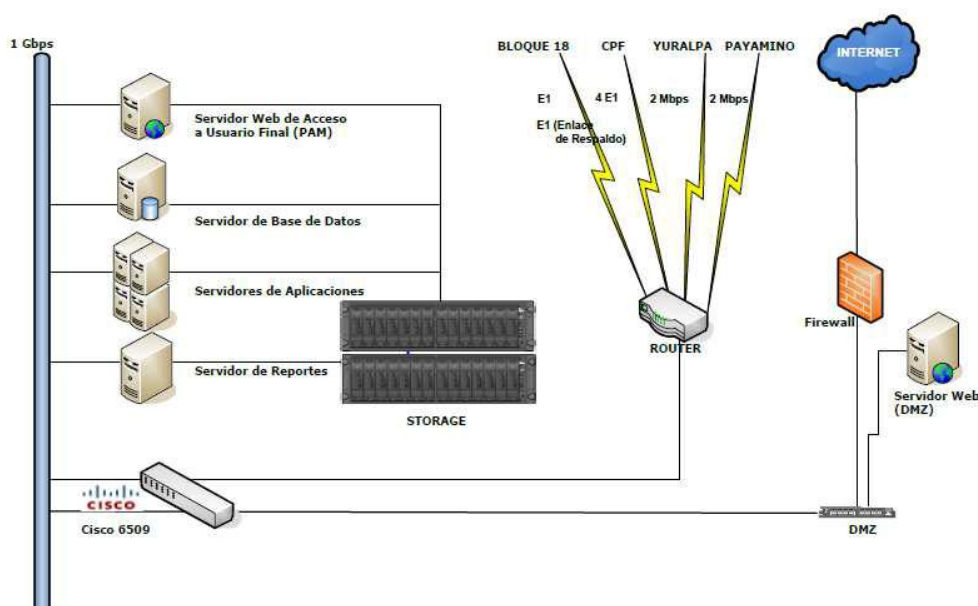 1 Gbps
BLOQUE 18
CPF
YURALPA
PAYAMINO
INTERNET
E1
4 E1
2 Mbps
2 Mbps
E1 (Enlace
de Respaldo)
Servidor Web de Acceso
a Usuario Final (PAM)
Servidor de Base de Datos
Servidores de Aplicaciones
Servidor de Reportes
STORAGE
ROUTER
Firewall
Servidor Web
(DMZ)
CISCO
Cisco 6509
DMZ